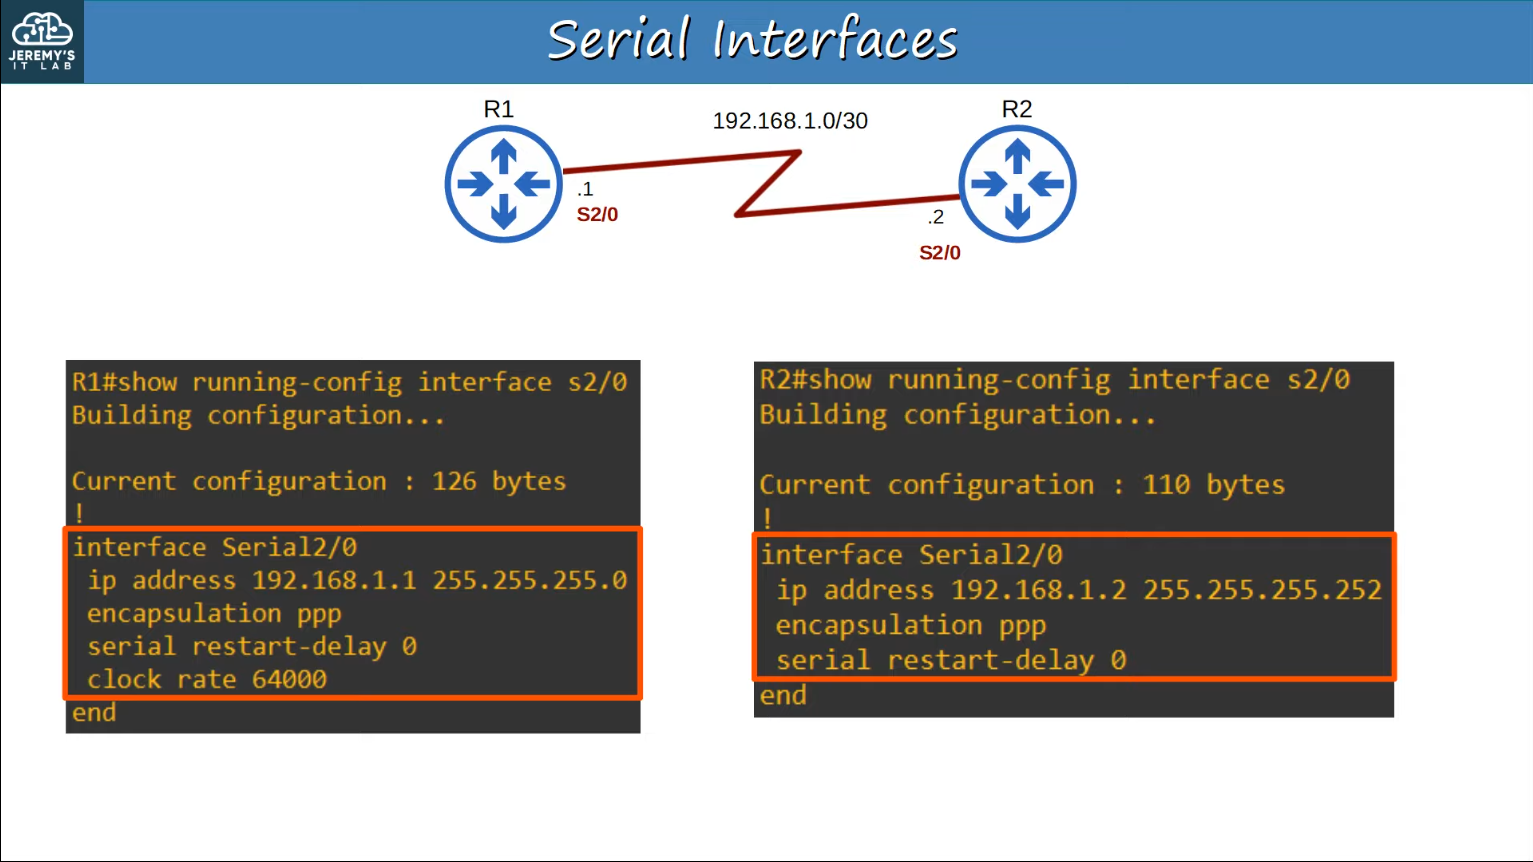 JEREMY'S
IT LAB
Serial Interfaces
R1
192.168.1.0/30
R2
.1
S2/0
.2
S2/0
R1#show running-config interface s2/0
Building configuration...
Current configuration : 126 bytes
!
interface Serial2/0
ip address 192.168.1.1 255.255.255.0
encapsulation ppp
serial restart-delay 0
clock rate 64000
end
R2#show running-config interface s2/0
Building configuration...
Current configuration : 110 bytes
!
interface Serial2/0
ip address 192.168.1.2 255.255.255.252
encapsulation ppp
serial restart-delay 0
end